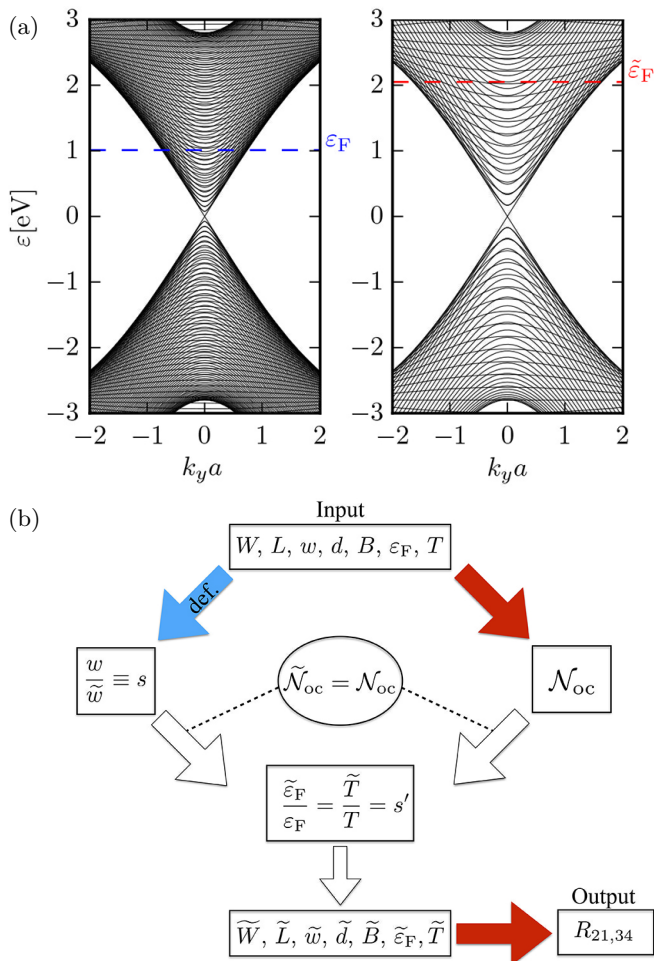 (a)
3
2
1
0
−1
−2
−3
ε[eV]
ε_F
−2 −1 0 1 2
k_y a
3
2
1
0
−1
−2
−3
ε̃_F
−2 −1 0 1 2
k_y a
(b)
Input
W, L, w, d, B, ε_F, T
def.
w/w̃ ≡ s
𝒩̃_oc = 𝒩_oc
𝒩_oc
ε̃_F/ε_F = T̃/T = s′
W̃, L̃, w̃, d̃, B̃, ε̃_F, T̃
Output
R_{21,34}